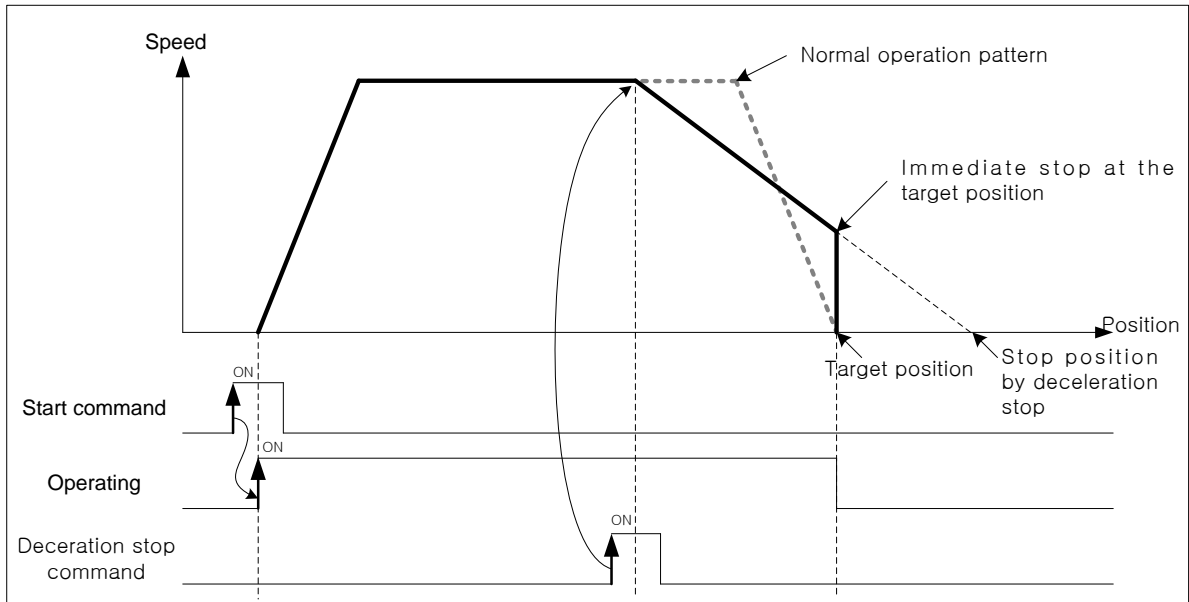 Speed
Normal operation pattern
Immediate stop at the
target position
Position
Target position
Stop position
by deceleration
stop
ON
Start command
ON
Operating
ON
Deceration stop
command